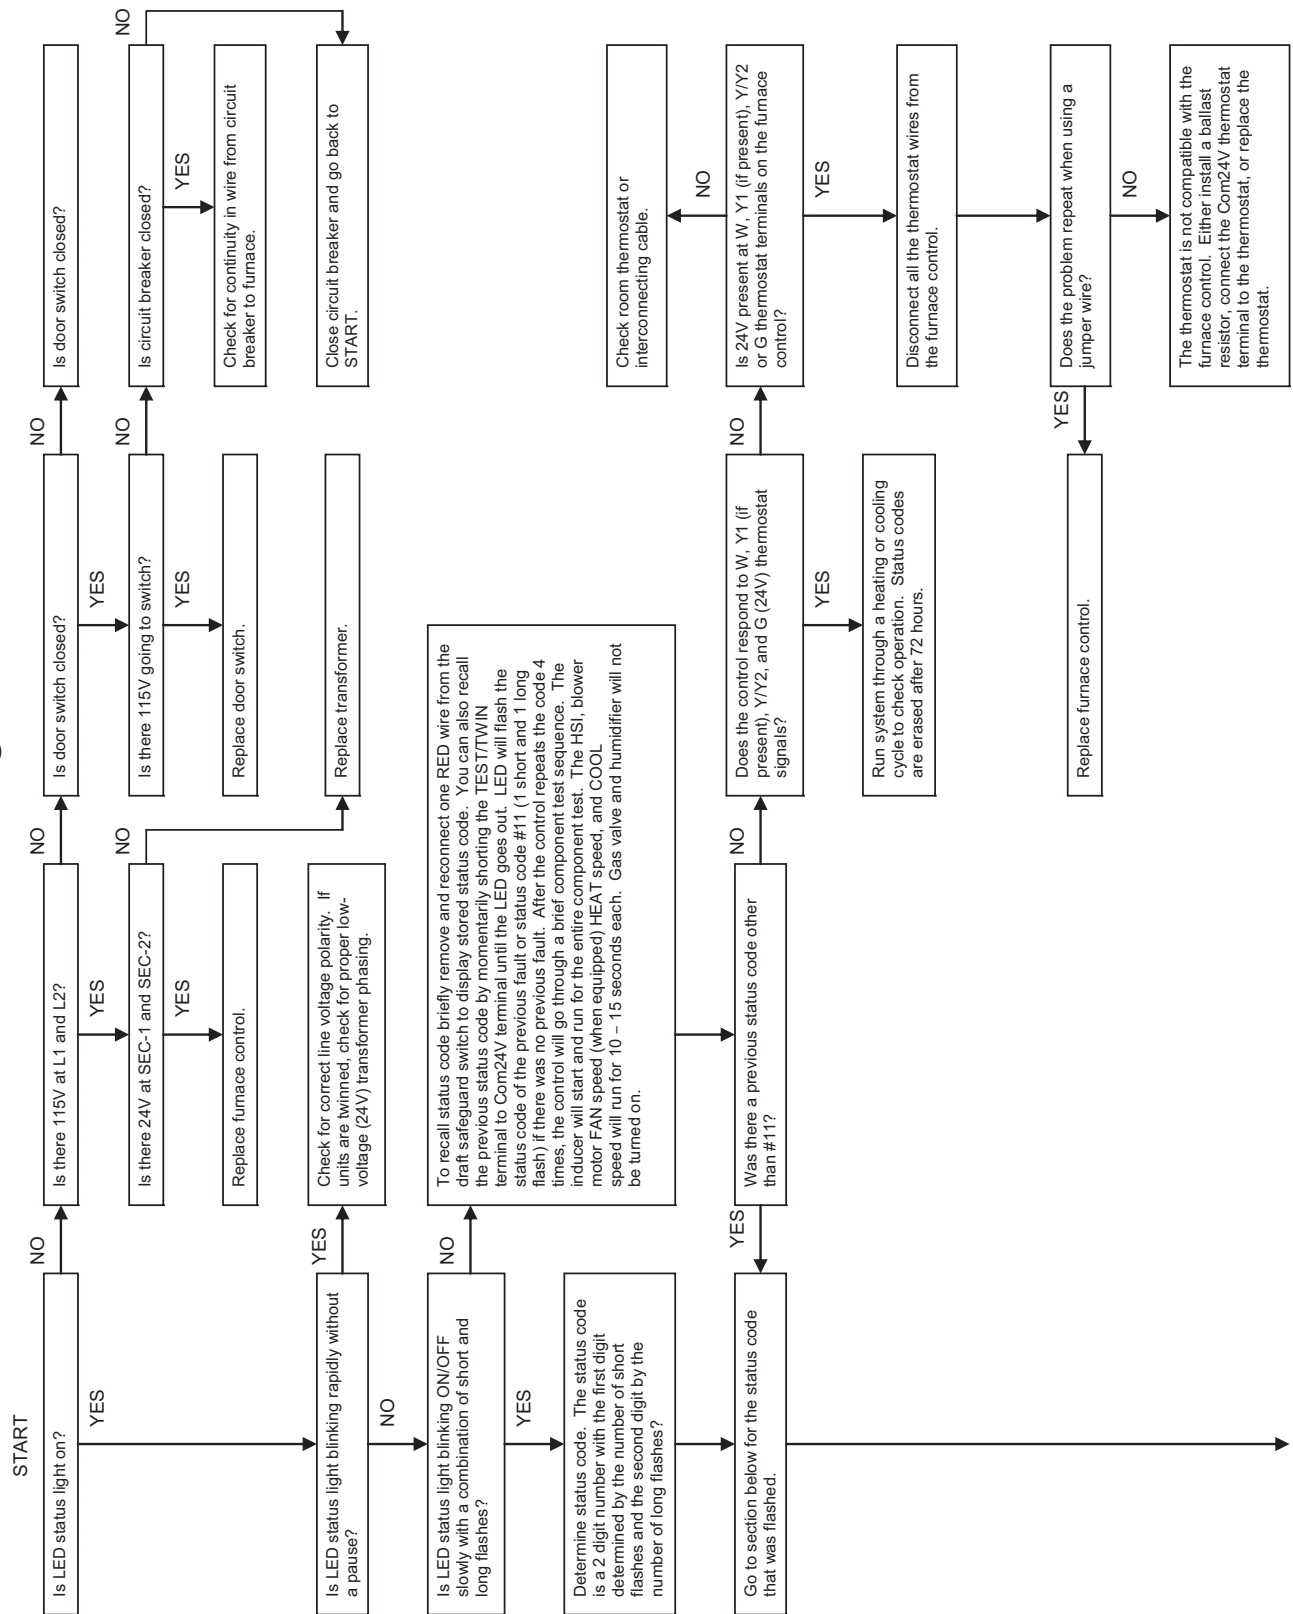 START
Is LED status light on?
NO
YES
Is there 115V at L1 and L2?
NO
YES
Is door switch closed?
NO
YES
Is door switch closed?
Is there 24V at SEC-1 and SEC-2?
NO
YES
Is there 115V going to switch?
NO
YES
Is circuit breaker closed?
NO
YES
Replace furnace control.
Replace door switch.
Check for continuity in wire from circuit
breaker to furnace.
Is LED status light blinking rapidly without
a pause?
YES
NO
Check for correct line voltage polarity.  If
units are twinned, check for proper low-
voltage (24V) transformer phasing.
Replace transformer.
Close circuit breaker and go back to
START.
Is LED status light blinking ON/OFF
slowly with a combination of short and
long flashes?
NO
YES
To recall status code briefly remove and reconnect one RED wire from the
draft safeguard switch to display stored status code.  You can also recall
the previous status code by momentarily shorting the TEST/TWIN
terminal to Com24V terminal until the LED goes out.  LED will flash the
status code of the previous fault or status code #11 (1 short and 1 long
flash) if there was no previous fault.  After the control repeats the code 4
times, the control will go through a brief component test sequence.  The
inducer will start and run for the entire component test.  The HSI, blower
motor FAN speed (when equipped) HEAT speed, and COOL
speed will run for 10 – 15 seconds each.  Gas valve and humidifier will not
be turned on.
Determine status code.  The status code
is a 2 digit number with the first digit
determined by the number of short
flashes and the second digit by the
number of long flashes?
Check room thermostat or
interconnecting cable.
NO
Go to section below for the status code
that was flashed.
YES
Was there a previous status code other
than #11?
NO
Does the control respond to W, Y1 (if
present), Y/Y2, and G (24V) thermostat
signals?
NO
YES
Is 24V present at W, Y1 (if present), Y/Y2
or G thermostat terminals on the furnace
control?
YES
Run system through a heating or cooling
cycle to check operation.  Status codes
are erased after 72 hours.
Disconnect all the thermostat wires from
the furnace control.
Replace furnace control.
YES
Does the problem repeat when using a
jumper wire?
NO
The thermostat is not compatible with the
furnace control.  Either install a ballast
resistor, connect the Com24V thermostat
terminal to the thermostat, or replace the
thermostat.